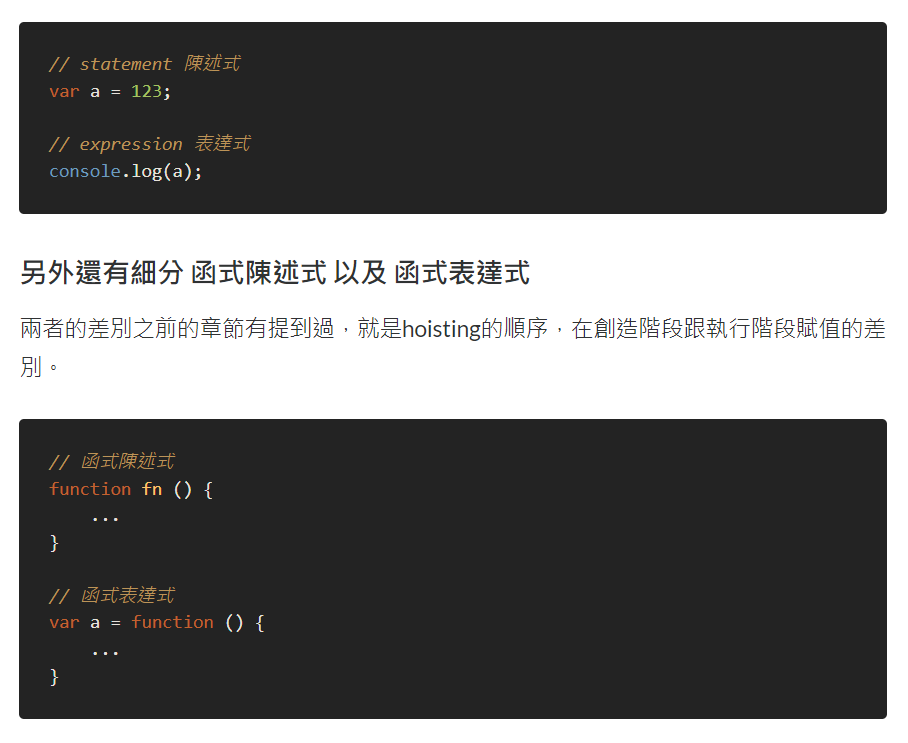 // statement 陳述式
var a = 123;
// expression 表達式
console.log(a);
另外還有細分 函式陳述式 以及 函式表達式
兩者的差別之前的章節有提到過，就是hoisting的順序，在創造階段跟執行階段賦值的差
別。
// 函式陳述式
function fn () {
    ...
}
// 函式表達式
var a = function () {
    ...
}